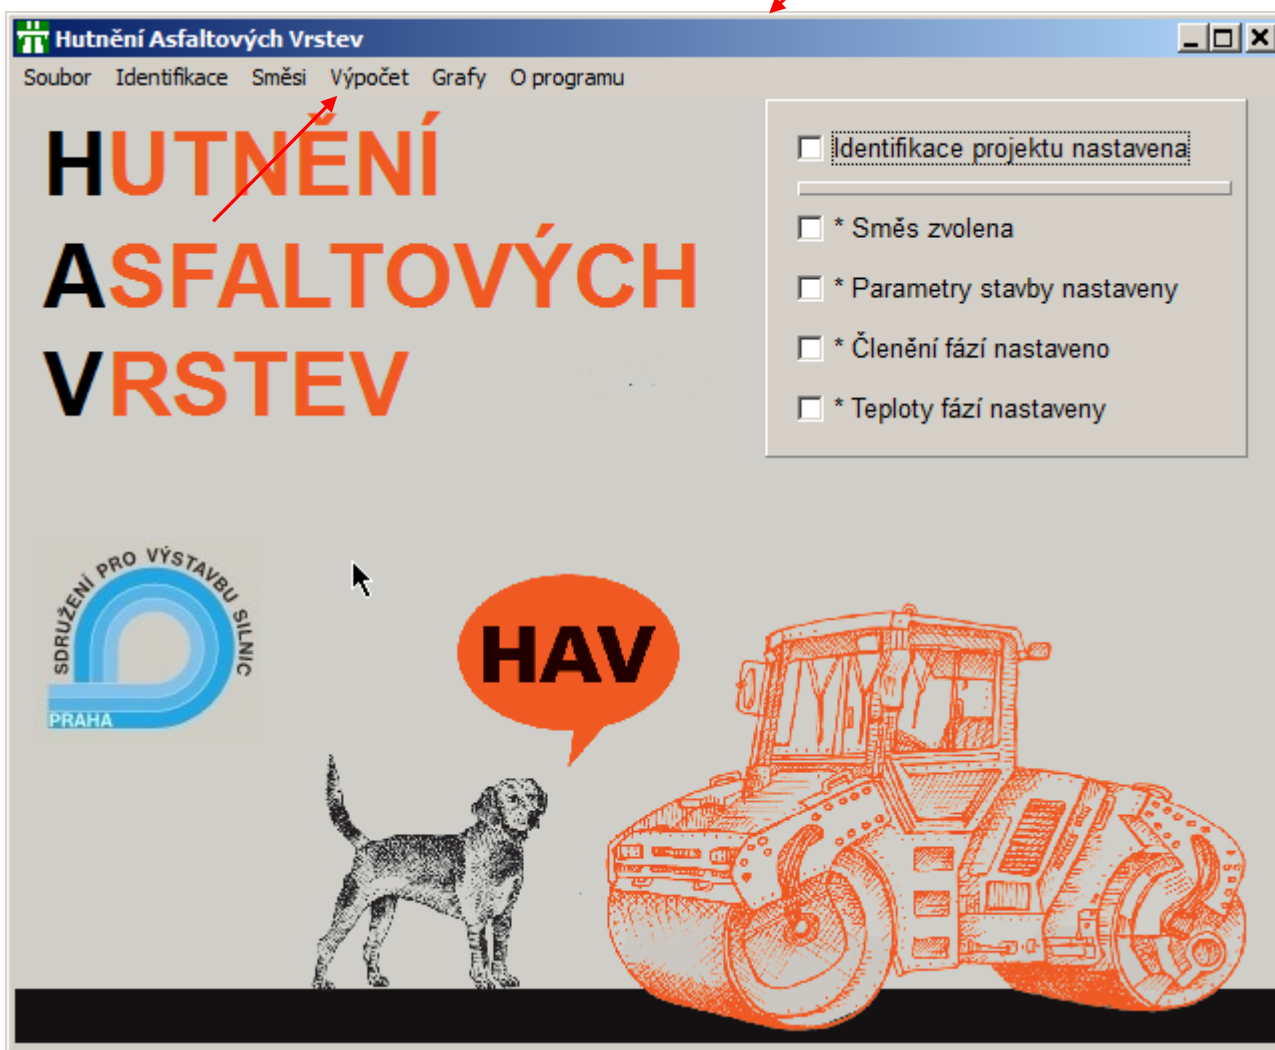 Hutnění Asfaltových Vrstev
Soubor Identifikace Směsi Výpočet Grafy O programu
HUTNĚNÍ
ASFALTOVÝCH
VRSTEV
Identifikace projektu nastavena
* Směs zvolena
* Parametry stavby nastaveny
* Členění fází nastaveno
* Teploty fází nastaveny
SDRUŽENÍ PRO VÝSTAVBU SILNIC
PRAHA
HAV